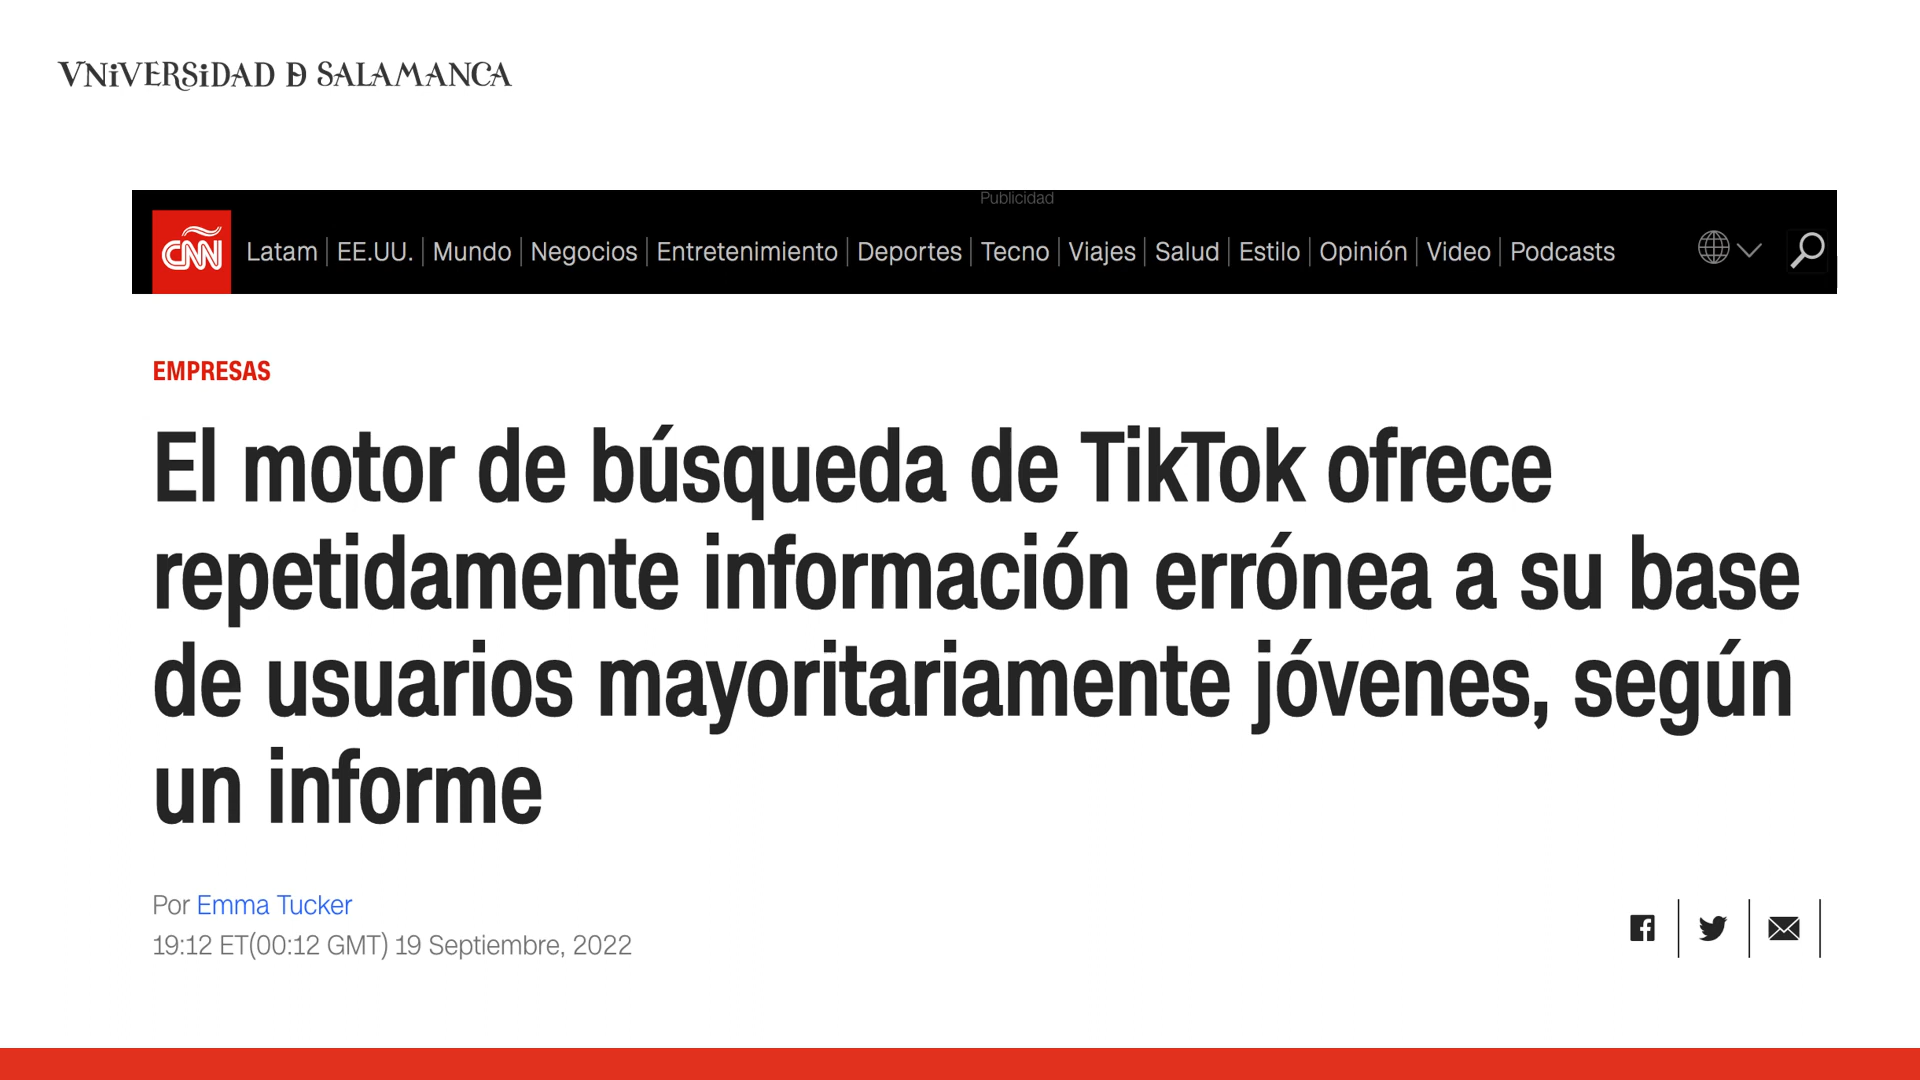 VNiVERSiDAD Ð SALAMANCA
Publicidad
CNN Latam EE.UU. Mundo Negocios Entretenimiento Deportes Tecno Viajes Salud Estilo Opinión Video Podcasts
EMPRESAS
El motor de búsqueda de TikTok ofrece
repetidamente información errónea a su base
de usuarios mayoritariamente jóvenes, según
un informe
Por Emma Tucker
19:12 ET(00:12 GMT) 19 Septiembre, 2022